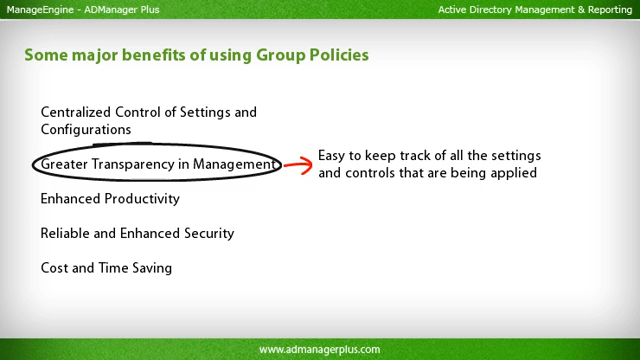 ManageEngine - ADManager Plus
Active Directory Management & Reporting
Some major benefits of using Group Policies
Centralized Control of Settings and
Configurations
Greater Transparency in Management
Easy to keep track of all the settings
and controls that are being applied
Enhanced Productivity
Reliable and Enhanced Security
Cost and Time Saving
www.admanagerplus.com